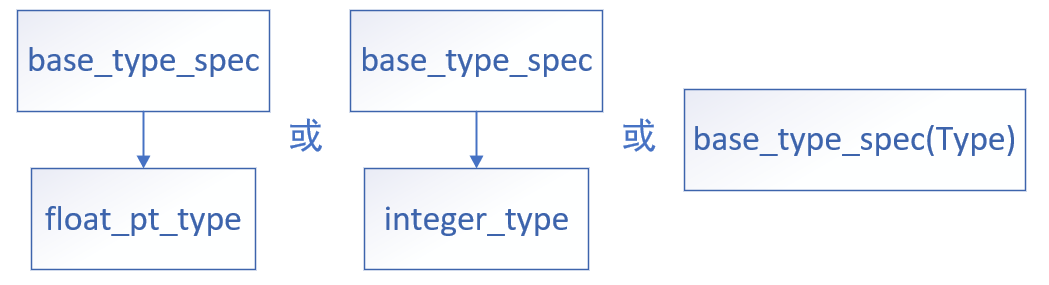 base_type_spec
float_pt_type
或
base_type_spec
integer_type
或
base_type_spec(Type)